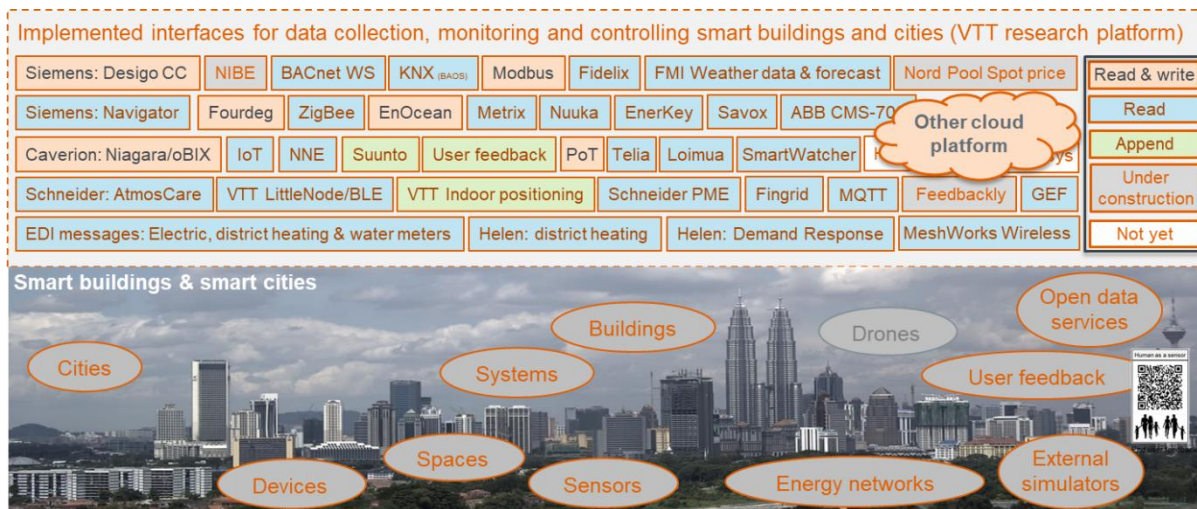 Implemented interfaces for data collection, monitoring and controlling smart buildings and cities (VTT research platform)
Siemens: Desigo CC NIBE BACnet WS KNX (BAOS) Modbus Fidelix FMI Weather data & forecast Nord Pool Spot price Read & write
Siemens: Navigator Fourdeg ZigBee EnOcean Metrix Nuuka EnerKey Savox ABB CMS-70 Read
Other cloud
platform
Caverion: Niagara/oBIX IoT NNE Suunto User feedback PoT Telia Loimua SmartWatcher Append
Schneider: AtmosCare VTT LittleNode/BLE VTT Indoor positioning Schneider PME Fingrid MQTT Feedbackly GEF Under
construction
EDI messages: Electric, district heating & water meters Helen: district heating Helen: Demand Response MeshWorks Wireless Not yet
Smart buildings & smart cities
Open data
services
Buildings
Drones
Cities
Systems
User feedback
Human as a sensor
Spaces
Devices
Sensors
Energy networks
External
simulators